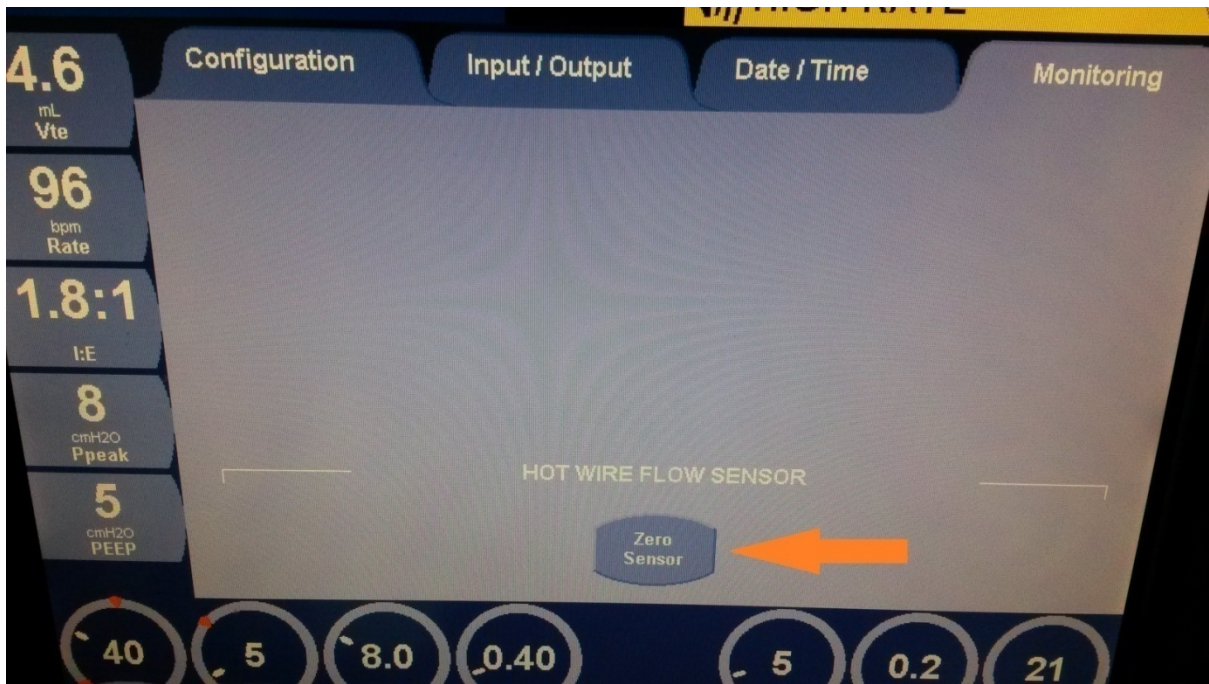 HIGH RATE
Configuration
Input / Output
Date / Time
Monitoring
4.6
mL
Vte
96
bpm
Rate
1.8:1
I:E
8
cmH2O
Ppeak
5
cmH2O
PEEP
HOT WIRE FLOW SENSOR
Zero
Sensor
40
5
8.0
0.40
5
0.2
21